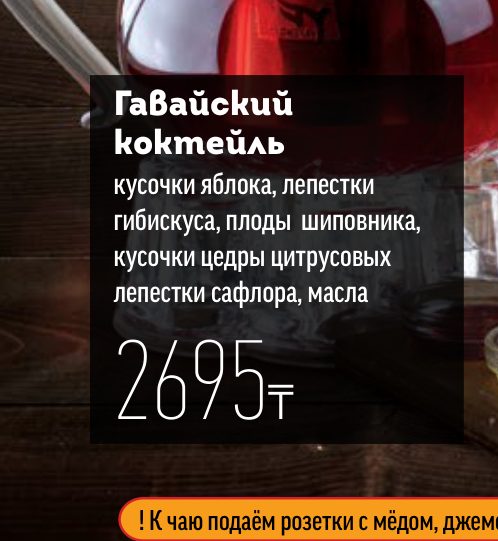 Гавайский
коктейль
кусочки яблока, лепестки
гибискуса, плоды шиповника,
кусочки цедры цитрусовых
лепестки сафлора, масла
2695₸
! К чаю подаём розетки с мёдом,